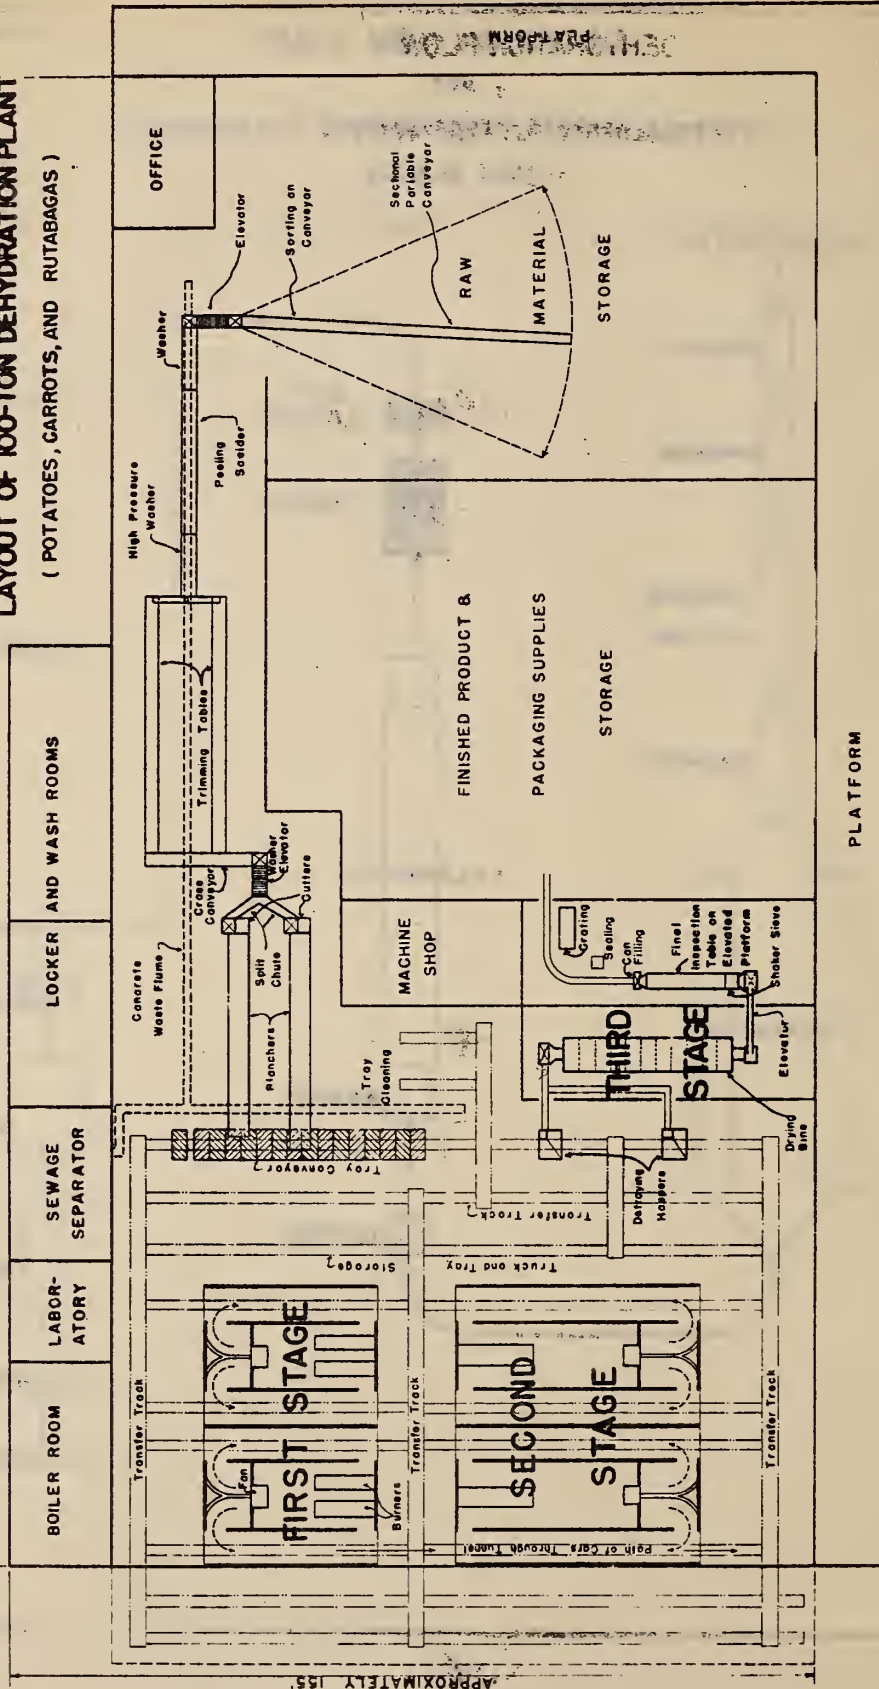 LAYOUT OF 100-TON DEHYDRATION PLANT
( POTATOES, CARROTS, AND RUTABAGAS )
BOILER ROOM
LABOR-
ATORY
SEWAGE
SEPARATOR
LOCKER AND WASH ROOMS
OFFICE
PLATFORM
Concrete
Waste Flume
Cross
Conveyor
Trimming Tables
High Pressure
Washer
Peeling
Scalder
Washer
Elevator
Sorting on
Conveyor
Sectional
Portable
Conveyor
RAW
MATERIAL
STORAGE
Split
Chute
Washer
Elevator
Cutters
Blanchers
Tray Conveyor
Tray
Cleaning
MACHINE
SHOP
FINISHED PRODUCT &
PACKAGING SUPPLIES
STORAGE
Transfer Track
Transfer Track
Transfer Track
Transfer Track
Fan
FIRST STAGE
Burners
SECOND
STAGE
Path of Cars Through Tunnel
Truck and Tray Storage
Detraying
Hoppers
THIRD
STAGE
Drying
Bins
Elevator
Grating
Sealing
Can
Filling
Final
Inspection
Table on
Elevated
Platform
Shaker Sieve
PLATFORM
APPROXIMATELY 155'